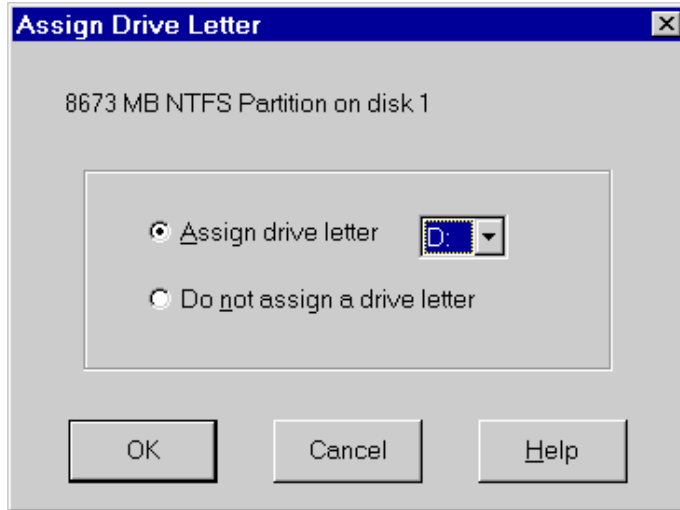 Assign Drive Letter
8673 MB NTFS Partition on disk 1
Assign drive letter D:
Do not assign a drive letter
OK Cancel Help